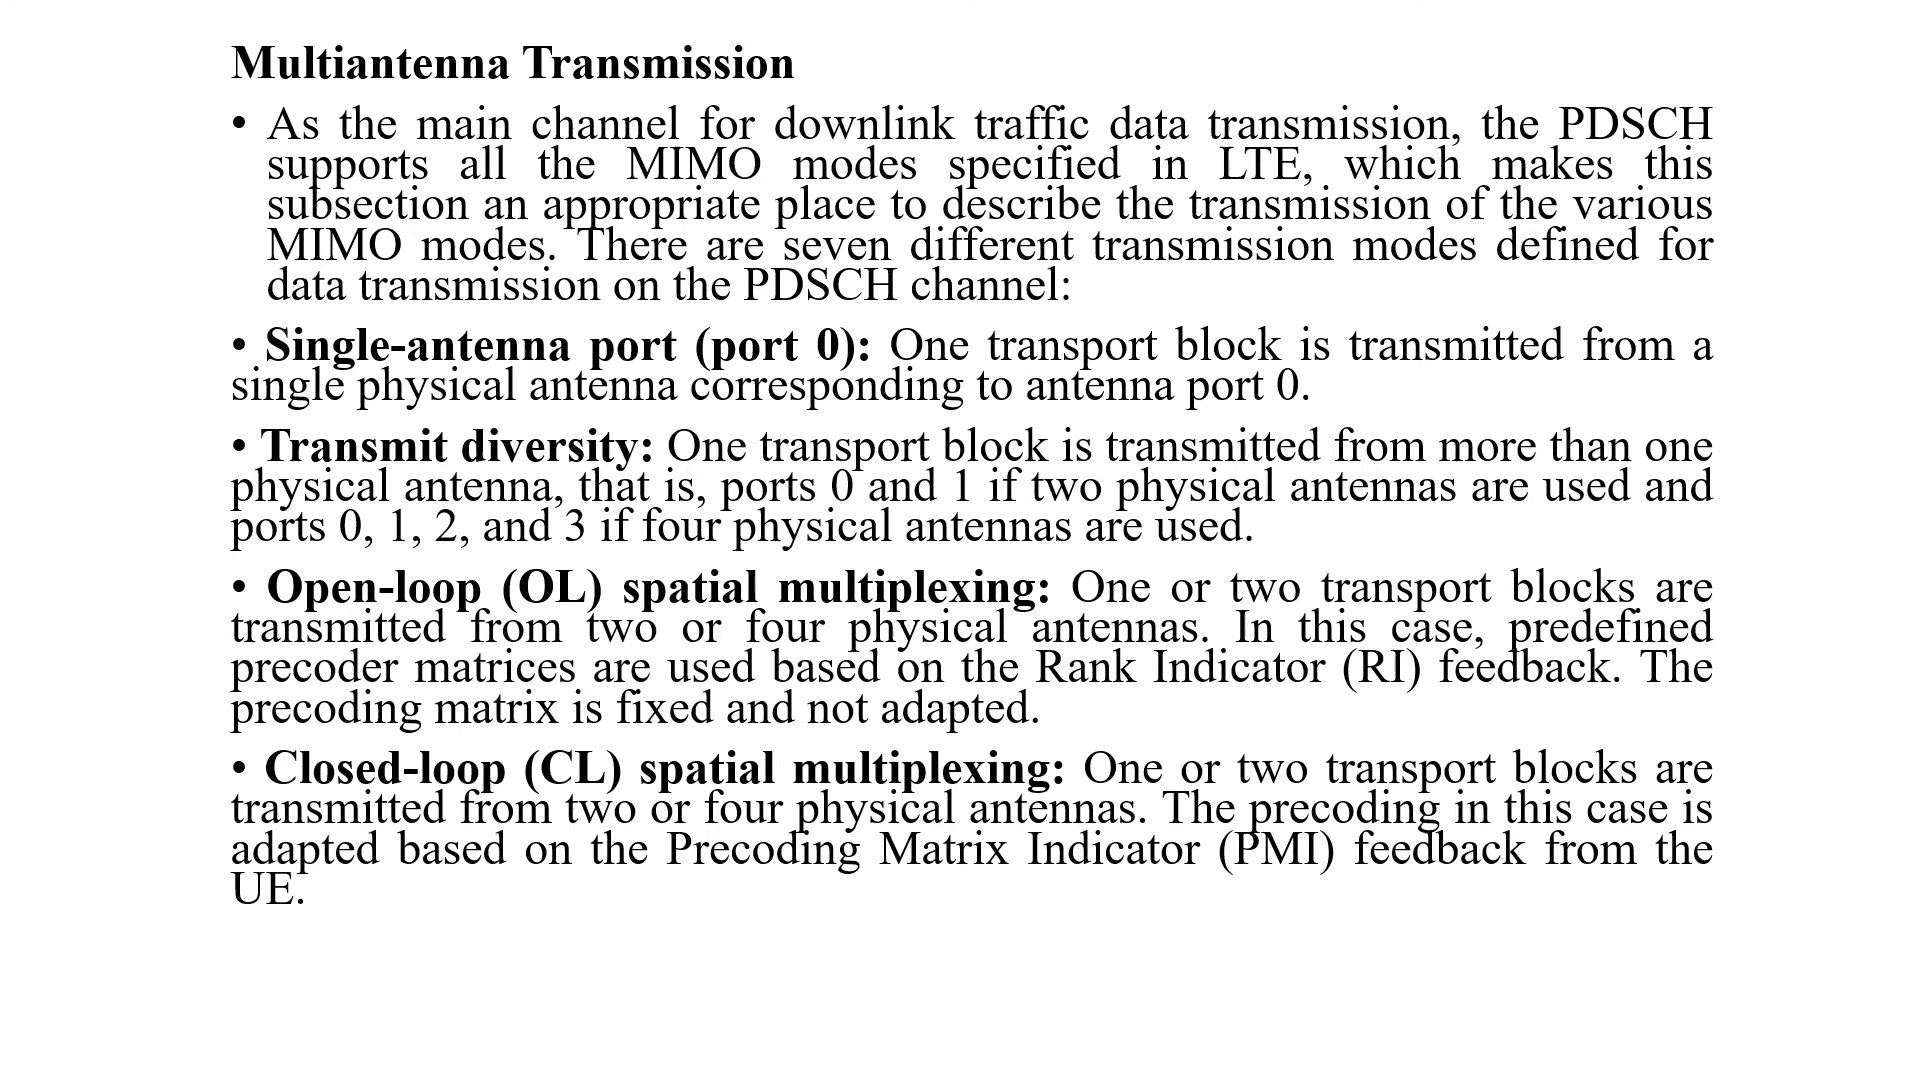 Multiantenna Transmission
• As the main channel for downlink traffic data transmission, the PDSCH
supports all the MIMO modes specified in LTE, which makes this
subsection an appropriate place to describe the transmission of the various
MIMO modes. There are seven different transmission modes defined for
data transmission on the PDSCH channel:
• Single-antenna port (port 0): One transport block is transmitted from a
single physical antenna corresponding to antenna port 0.
• Transmit diversity: One transport block is transmitted from more than one
physical antenna, that is, ports 0 and 1 if two physical antennas are used and
ports 0, 1, 2, and 3 if four physical antennas are used.
• Open-loop (OL) spatial multiplexing: One or two transport blocks are
transmitted from two or four physical antennas. In this case, predefined
precoder matrices are used based on the Rank Indicator (RI) feedback. The
precoding matrix is fixed and not adapted.
• Closed-loop (CL) spatial multiplexing: One or two transport blocks are
transmitted from two or four physical antennas. The precoding in this case is
adapted based on the Precoding Matrix Indicator (PMI) feedback from the
UE.